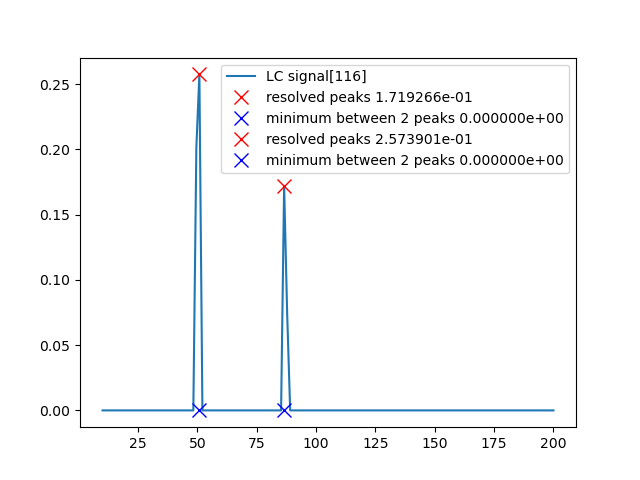 LC signal[116]
resolved peaks 1.719266e-01
minimum between 2 peaks 0.000000e+00
resolved peaks 2.573901e-01
minimum between 2 peaks 0.000000e+00
0.25
0.20
0.15
0.10
0.05
0.00
25 50 75 100 125 150 175 200